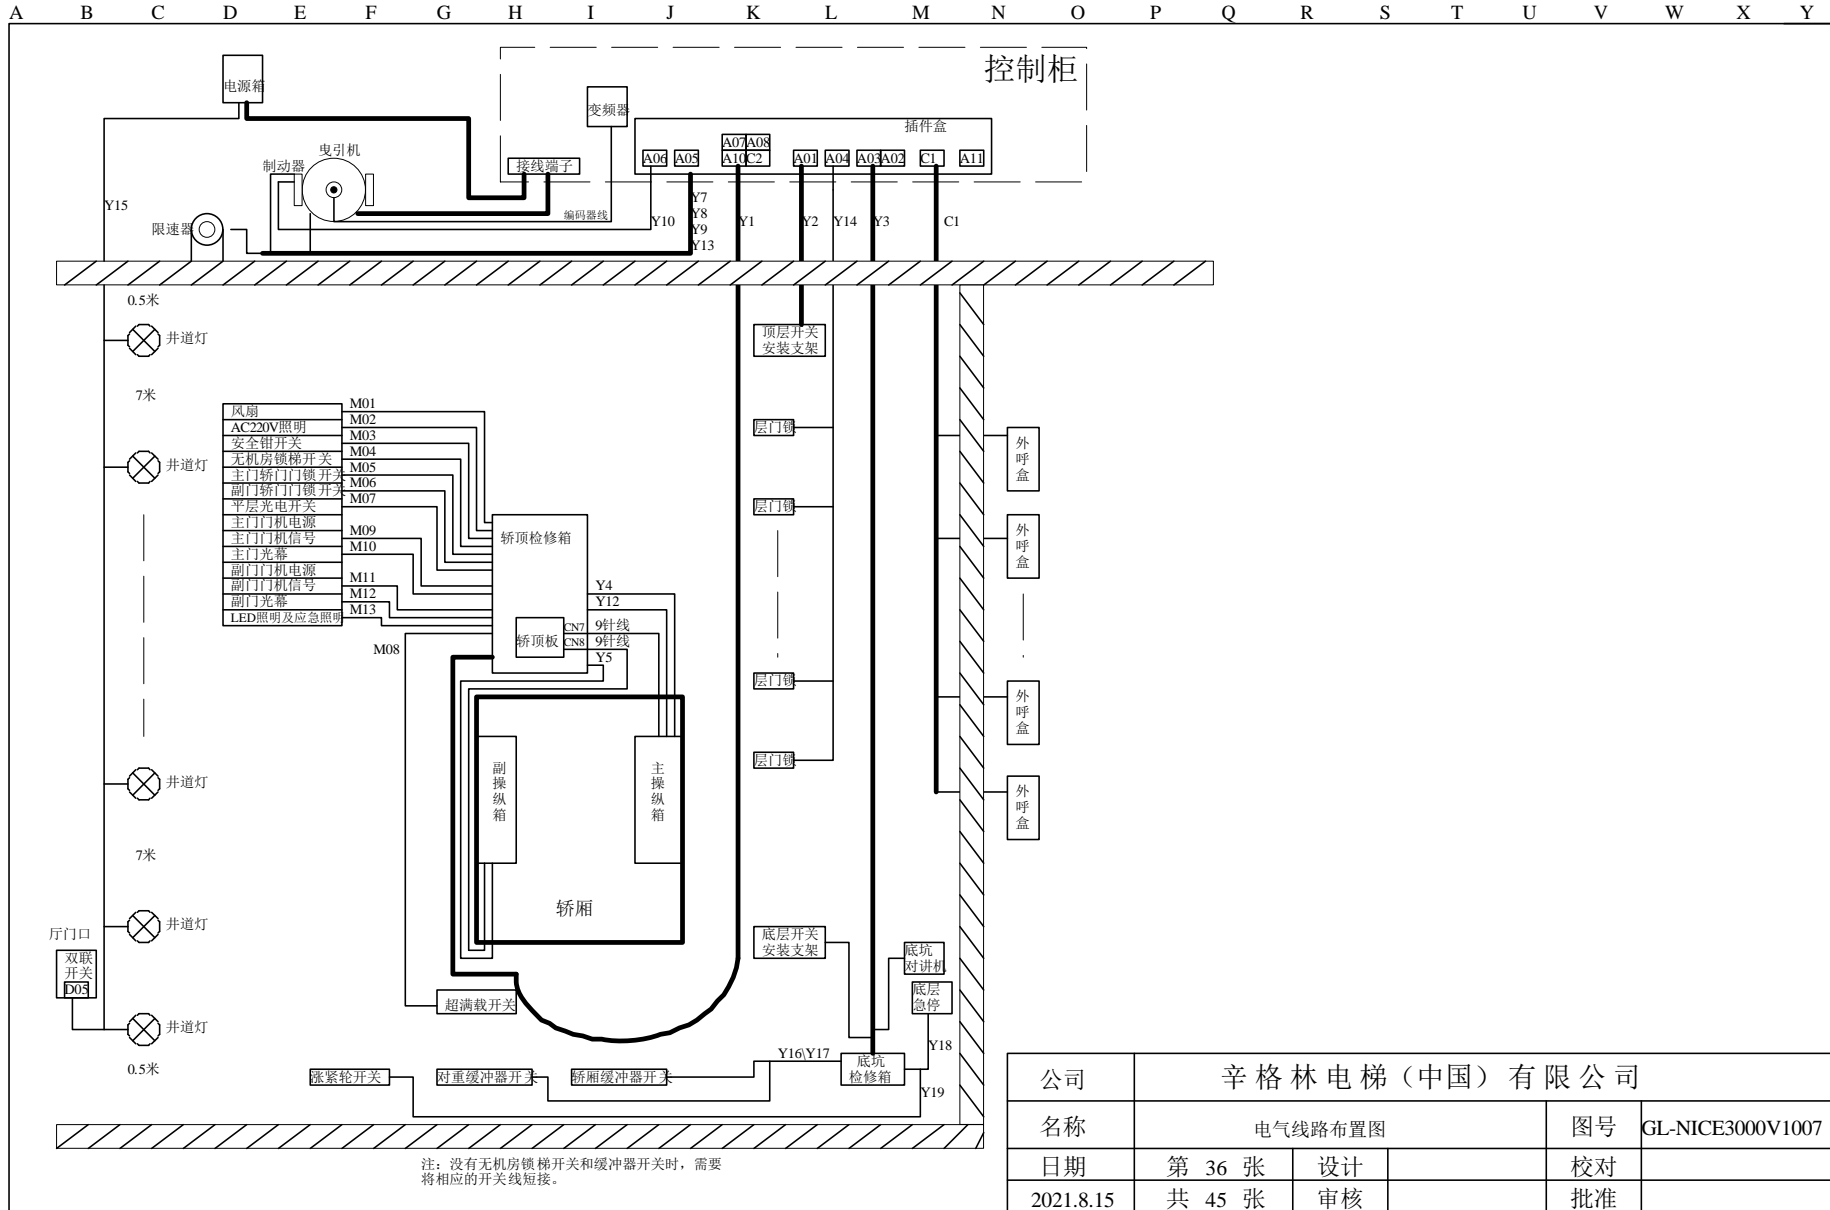 A B C D E F G H I J K L M N O P Q R S T U V W X Y
控制柜
电源箱
变频器
插件盒
A07 A08
A06 A05 A10 C2 A01 A04 A03 A02 C1 A11
接线端子
曳引机
制动器
编码器线
限速器
Y15
Y10
Y7
Y8
Y9
Y13
Y1
Y2
Y14
Y3
C1
0.5米
井道灯
7米
井道灯
井道灯
7米
井道灯
井道灯
0.5米
厅门口
双联
开关
D05
顶层开关
安装支架
层门锁
层门锁
层门锁
层门锁
外呼盒
外呼盒
外呼盒
外呼盒
风扇 M01
AC220V照明 M02
安全钳开关 M03
无机房锁梯开关 M04
主门轿门门锁开关 M05
副门轿门门锁开关 M06
平层光电开关 M07
主门门机电源
主门门机信号 M09
主门光幕 M10
副门门机电源
副门门机信号 M11
副门光幕 M12
LED照明及应急照明 M13
M08
轿顶检修箱
轿顶板
CN7 9针线
CN8 9针线
Y4
Y12
Y5
副操纵箱
主操纵箱
轿厢
超满载开关
底层开关
安装支架
底坑
对讲机
底层
急停
Y18
Y16\Y17
底坑
检修箱
Y19
涨紧轮开关
对重缓冲器开关
轿厢缓冲器开关
注：没有无机房锁梯开关和缓冲器开关时，需要
将相应的开关线短接。
公司 辛格林电梯（中国）有限公司
名称 电气线路布置图 图号 GL-NICE3000V1007
日期 第 36 张 设计 校对
2021.8.15 共 45 张 审核 批准